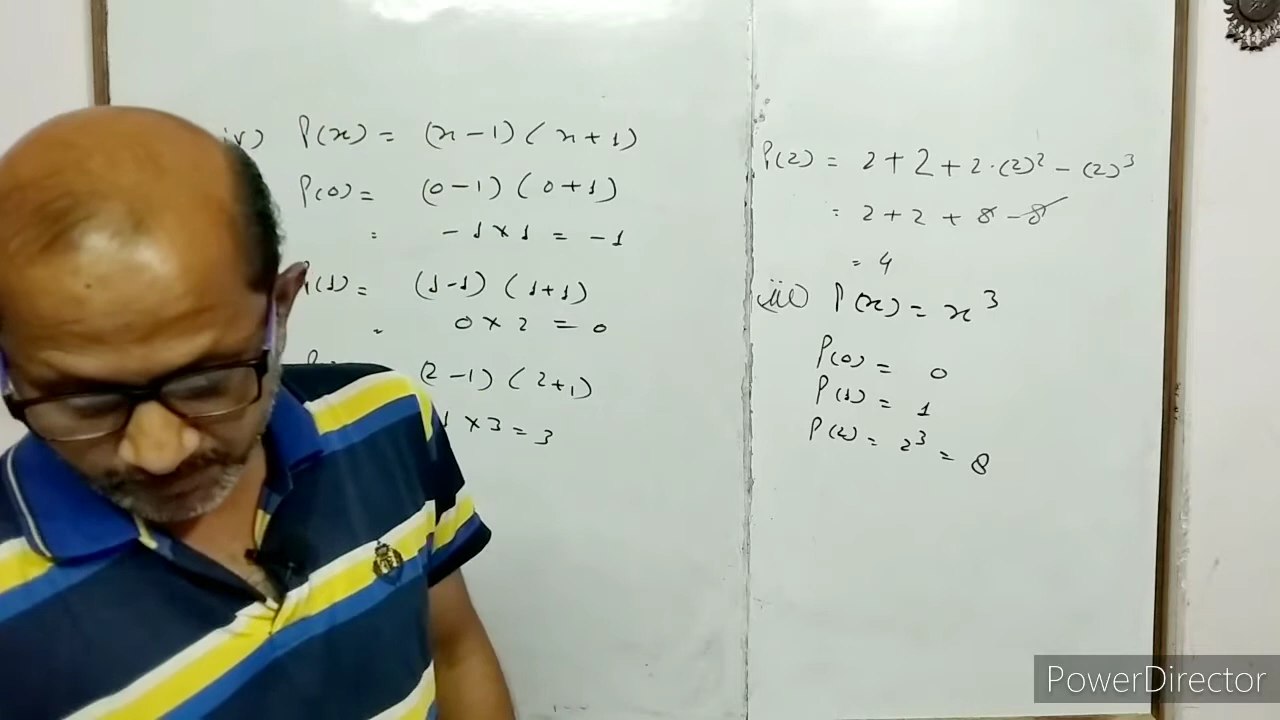 iv) P(x) = (x-1)(x+1)
P(0) = (0-1)(0+1)
= -1×1 = -1
P(1) = (1-1)(1+1)
= 0×2 = 0
(2-1)(2+1)
1×3 = 3
P(2) = 2+2+2·(2)²-(2)³
= 2+2+8-8
= 4
iii) P(x) = x³
P(0) = 0
P(1) = 1
P(2) = 2³ = 8
PowerDirector